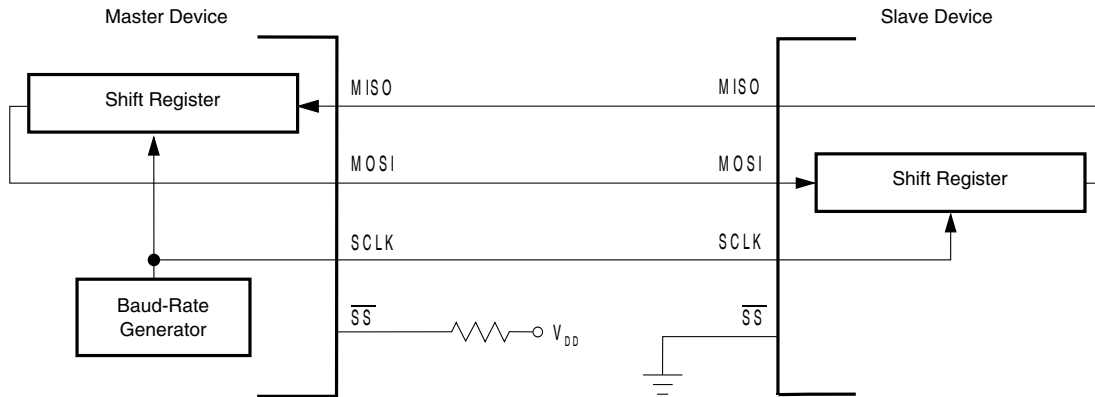 Master Device
Slave Device
Shift Register
MISO
MISO
MOSI
MOSI
Shift Register
SCLK
SCLK
Baud-Rate
Generator
SS
VDD
SS